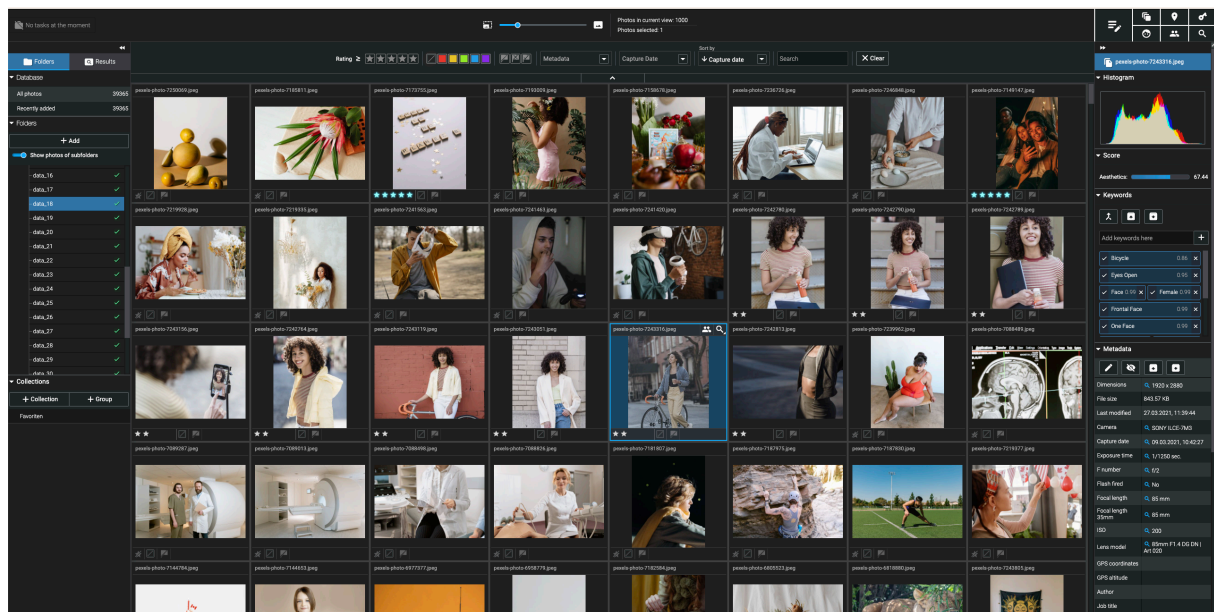 No tasks at the moment
Photos in current view: 1000
Photos selected: 1
Folders
Results
Database
All photos 39365
Recently added 39365
Folders
+ Add
Show photos of subfolders
data_16
data_17
data_18
data_19
data_20
data_21
data_22
data_23
data_24
data_25
data_26
data_27
data_28
data_29
data_30
Collections
+ Collection
+ Group
Favoriten
Rating ≥
Metadata
Capture Date
Sort by
Capture date
Search
Clear
pexels-photo-7250069.jpeg
pexels-photo-7185811.jpeg
pexels-photo-7173755.jpeg
pexels-photo-7193009.jpeg
pexels-photo-7158678.jpeg
pexels-photo-7236726.jpeg
pexels-photo-7246848.jpeg
pexels-photo-7149147.jpeg
pexels-photo-7219928.jpeg
pexels-photo-7219335.jpeg
pexels-photo-7241563.jpeg
pexels-photo-7241463.jpeg
pexels-photo-7241420.jpeg
pexels-photo-7242780.jpeg
pexels-photo-7242790.jpeg
pexels-photo-7242789.jpeg
pexels-photo-7243156.jpeg
pexels-photo-7242764.jpeg
pexels-photo-7243119.jpeg
pexels-photo-7243051.jpeg
pexels-photo-7243316.jpeg
pexels-photo-7242813.jpeg
pexels-photo-7239962.jpeg
pexels-photo-7088489.jpeg
pexels-photo-7089287.jpeg
pexels-photo-7089013.jpeg
pexels-photo-7088498.jpeg
pexels-photo-7088826.jpeg
pexels-photo-7181807.jpeg
pexels-photo-7187975.jpeg
pexels-photo-7187830.jpeg
pexels-photo-7219377.jpeg
pexels-photo-7144784.jpeg
pexels-photo-7144653.jpeg
pexels-photo-6977377.jpeg
pexels-photo-6958779.jpeg
pexels-photo-7182584.jpeg
pexels-photo-6805523.jpeg
pexels-photo-6818880.jpeg
pexels-photo-7243805.jpeg
pexels-photo-7243316.jpeg
Histogram
Score
Aesthetics: 67.44
Keywords
Add keywords here
Bicycle 0.86
Eyes Open 0.95
Face 0.99
Female 0.99
Frontal Face 0.99
One Face 0.99
Metadata
Dimensions 1920 x 2880
File size 843.57 KB
Last modified 27.03.2021, 11:39:44
Camera SONY ILCE-7M3
Capture date 09.03.2021, 10:42:27
Exposure time 1/1250 sec.
F number f/2
Flash fired No
Focal length 85 mm
Focal length 35mm 85 mm
ISO 200
Lens model 85mm F1.4 DG DN | Art 020
GPS coordinates
GPS altitude
Author
Job title